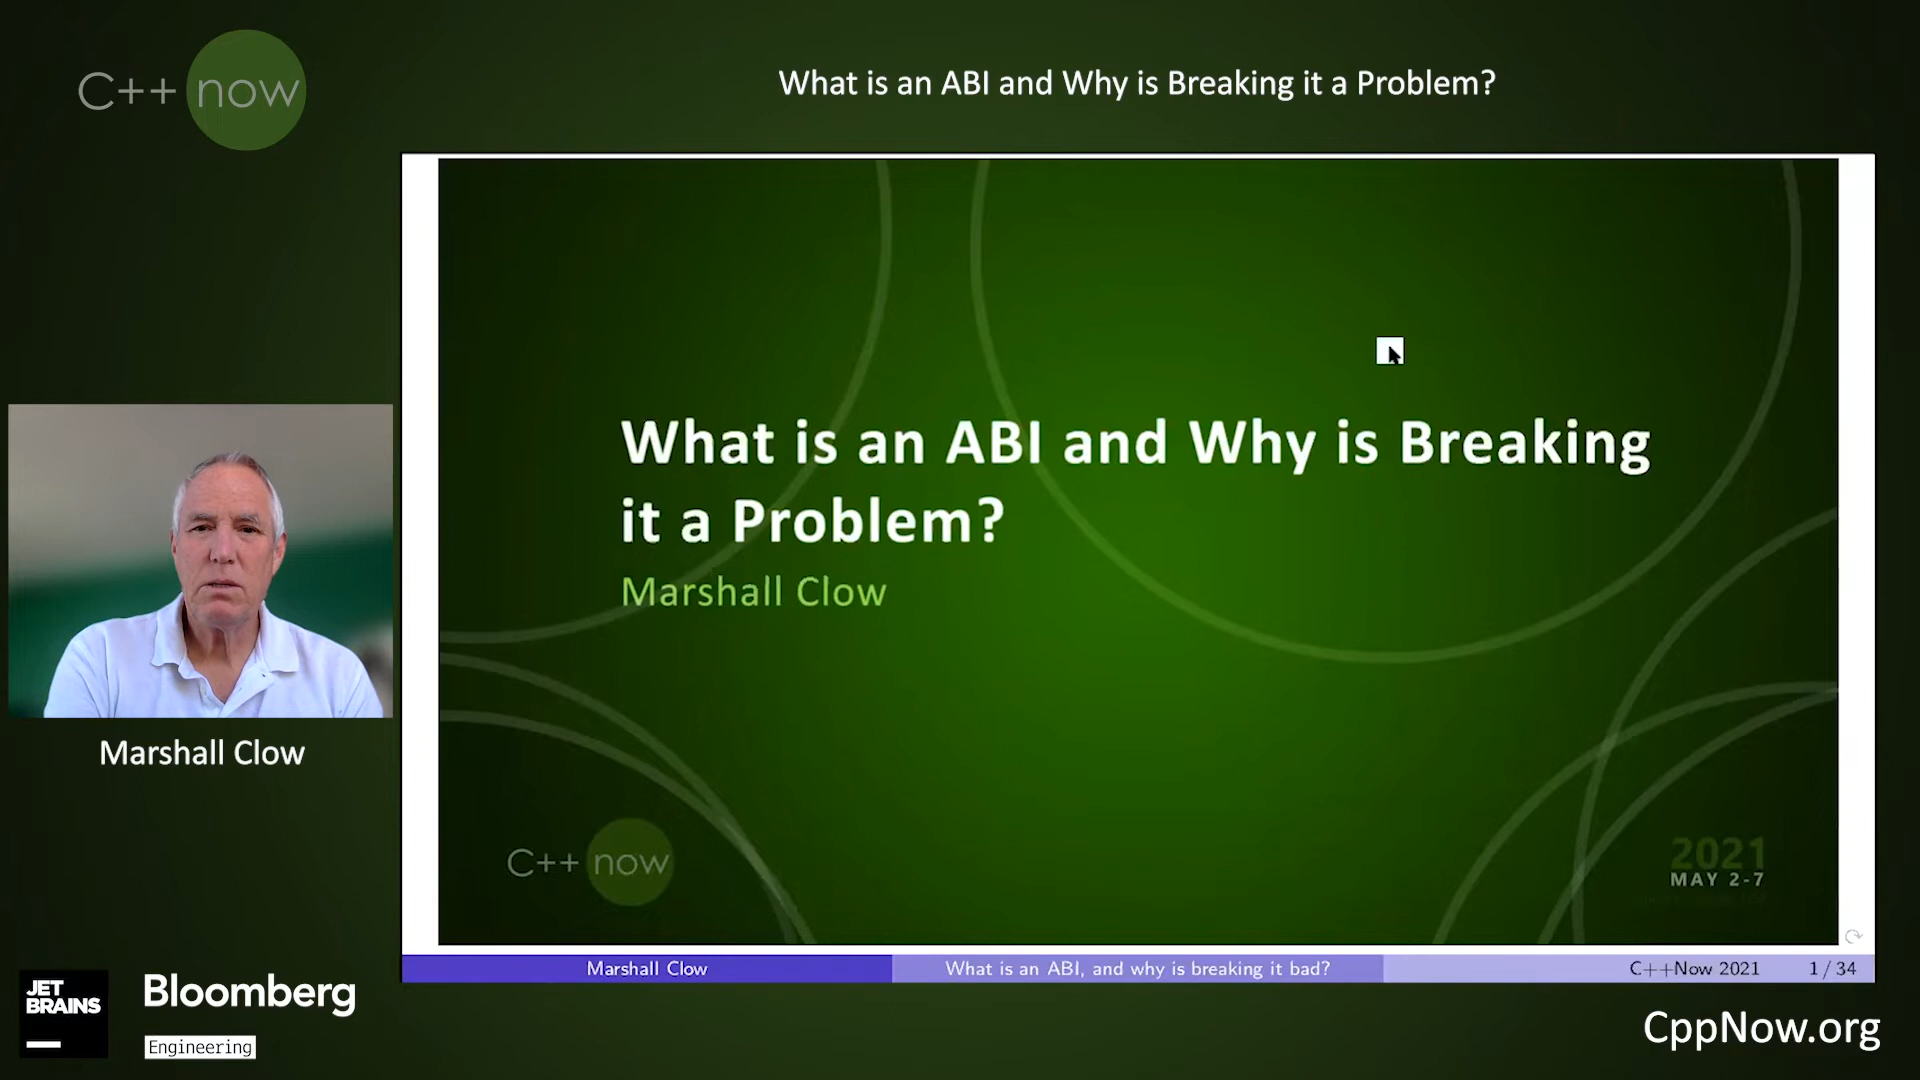 C++ now
What is an ABI and Why is Breaking it a Problem?
What is an ABI and Why is Breaking
it a Problem?
Marshall Clow
C++ now
2021
MAY 2-7
Marshall Clow
Marshall Clow
What is an ABI, and why is breaking it bad?
C++Now 2021
1 / 34
JET
BRAINS
Bloomberg
Engineering
CppNow.org